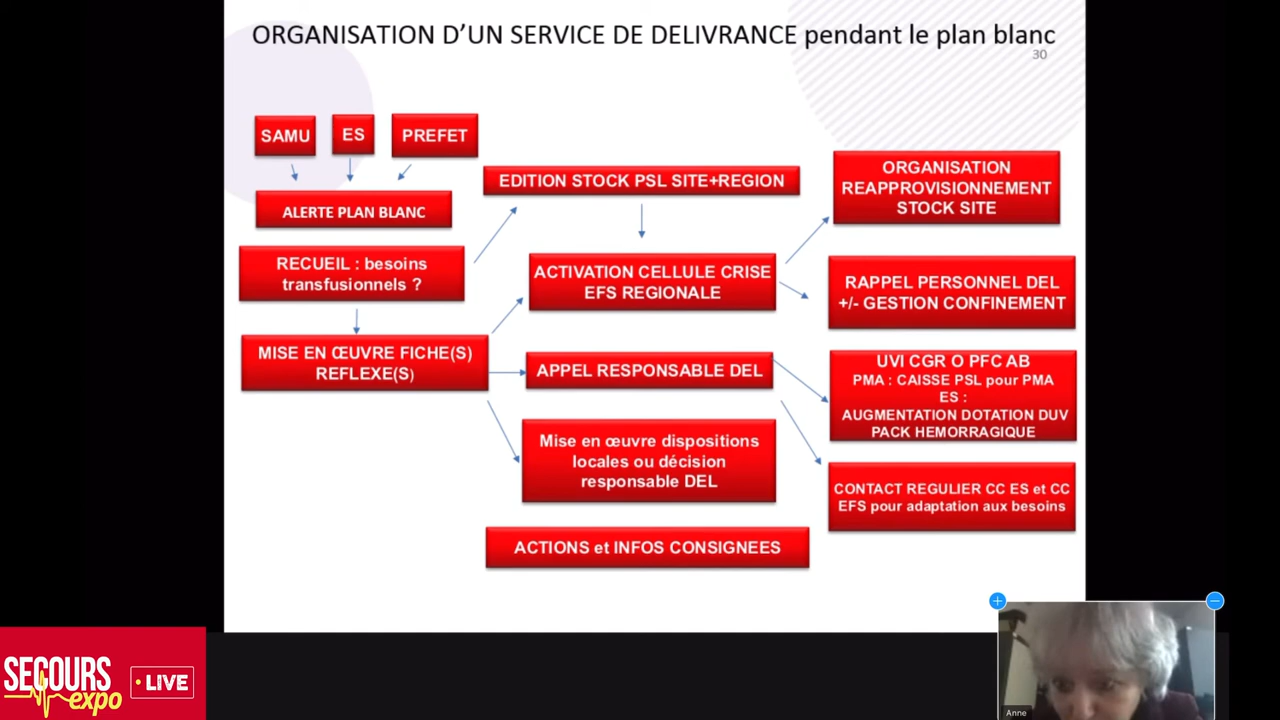 ORGANISATION D'UN SERVICE DE DELIVRANCE pendant le plan blanc
30
SAMU
ES
PREFET
ALERTE PLAN BLANC
RECUEIL : besoins
transfusionnels ?
MISE EN ŒUVRE FICHE(S)
REFLEXE(S)
EDITION STOCK PSL SITE+REGION
ACTIVATION CELLULE CRISE
EFS REGIONALE
APPEL RESPONSABLE DEL
Mise en œuvre dispositions
locales ou décision
responsable DEL
ACTIONS et INFOS CONSIGNEES
ORGANISATION
REAPPROVISIONNEMENT
STOCK SITE
RAPPEL PERSONNEL DEL
+/- GESTION CONFINEMENT
UVI CGR O PFC AB
PMA : CAISSE PSL pour PMA
ES :
AUGMENTATION DOTATION DUV
PACK HEMORRAGIQUE
CONTACT REGULIER CC ES et CC
EFS pour adaptation aux besoins
SECOURS
expo
LIVE
Anne